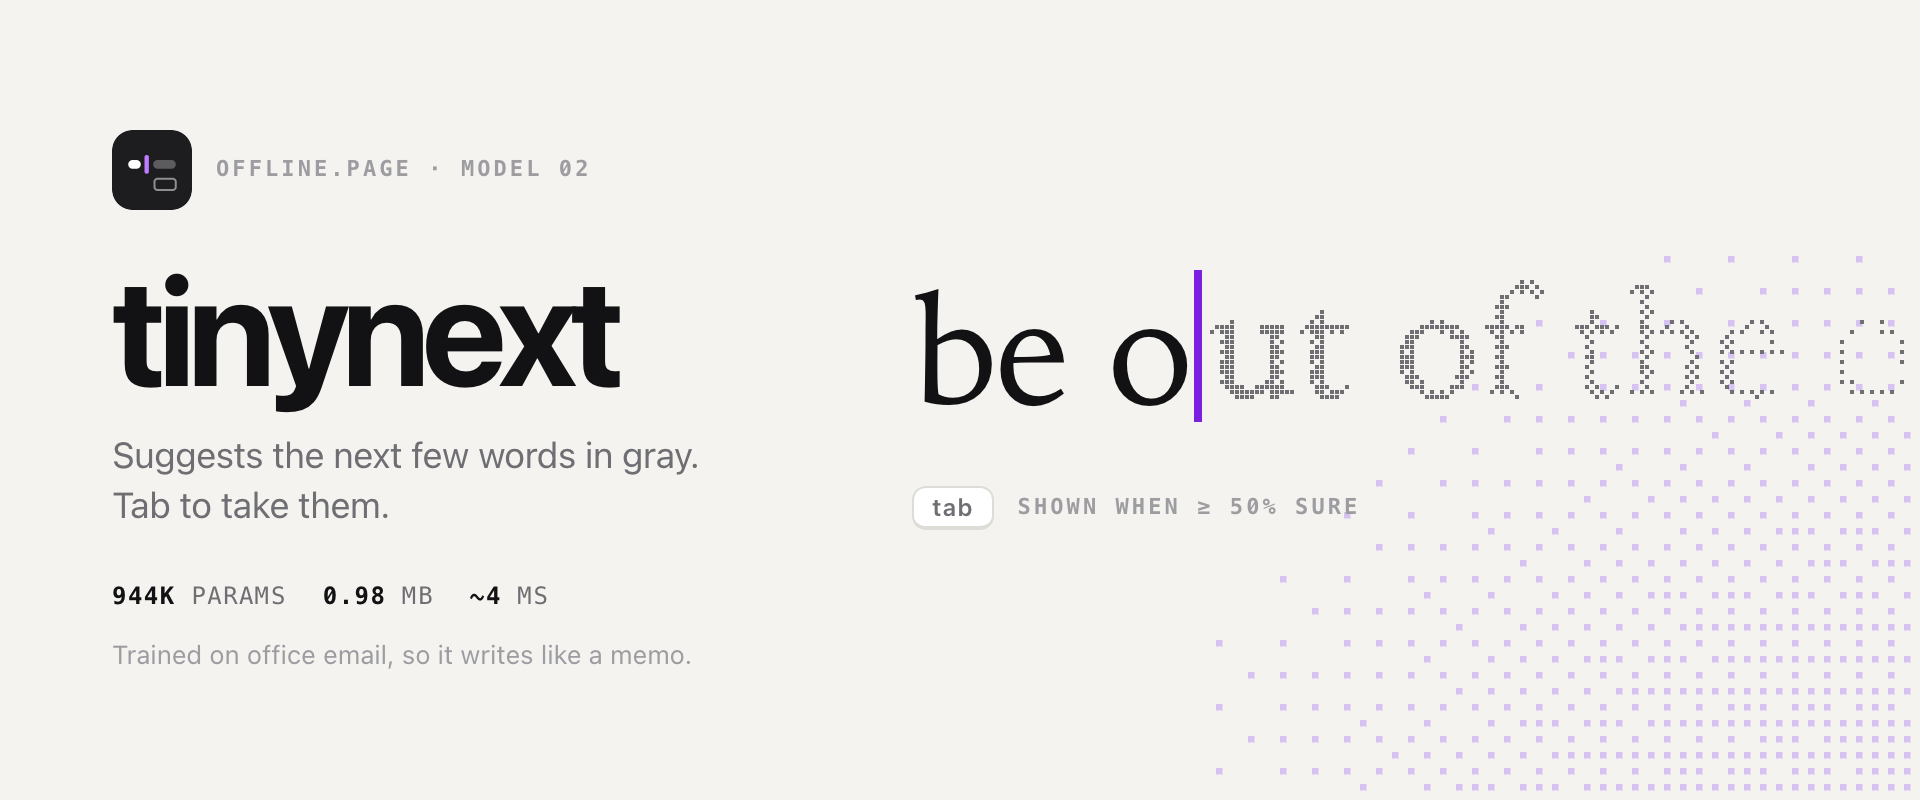 OFFLINE.PAGE · MODEL 02
tinynext
Suggests the next few words in gray.
Tab to take them.
944K PARAMS 0.98 MB ~4 MS
Trained on office email, so it writes like a memo.
be out of the
tab SHOWN WHEN ≥ 50% SURE